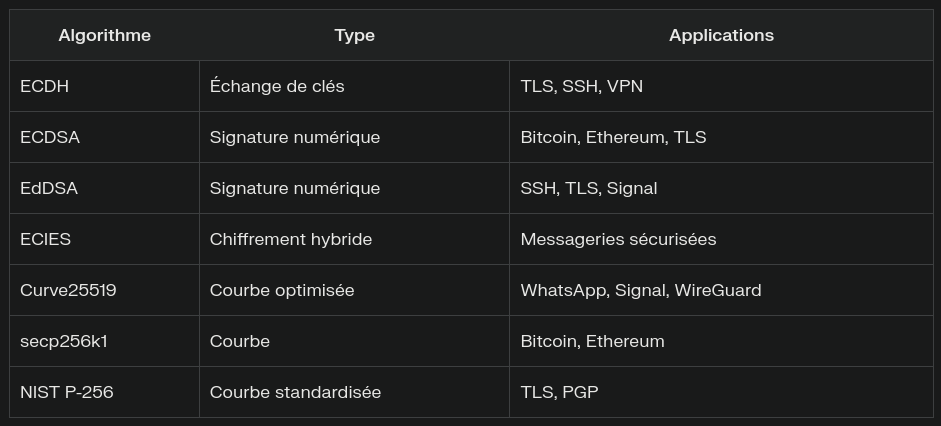 Algorithme Type Applications
ECDH Échange de clés TLS, SSH, VPN
ECDSA Signature numérique Bitcoin, Ethereum, TLS
EdDSA Signature numérique SSH, TLS, Signal
ECIES Chiffrement hybride Messageries sécurisées
Curve25519 Courbe optimisée WhatsApp, Signal, WireGuard
secp256k1 Courbe Bitcoin, Ethereum
NIST P-256 Courbe standardisée TLS, PGP